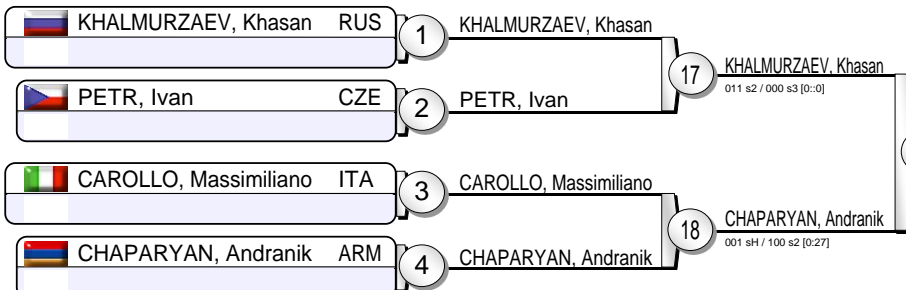 KHALMURZAEV, Khasan RUS
1
KHALMURZAEV, Khasan
PETR, Ivan CZE
2
PETR, Ivan
17
KHALMURZAEV, Khasan
011 s2 / 000 s3 [0::0]
CAROLLO, Massimiliano ITA
3
CAROLLO, Massimiliano
CHAPARYAN, Andranik ARM
4
CHAPARYAN, Andranik
18
CHAPARYAN, Andranik
001 sH / 100 s2 [0:27]